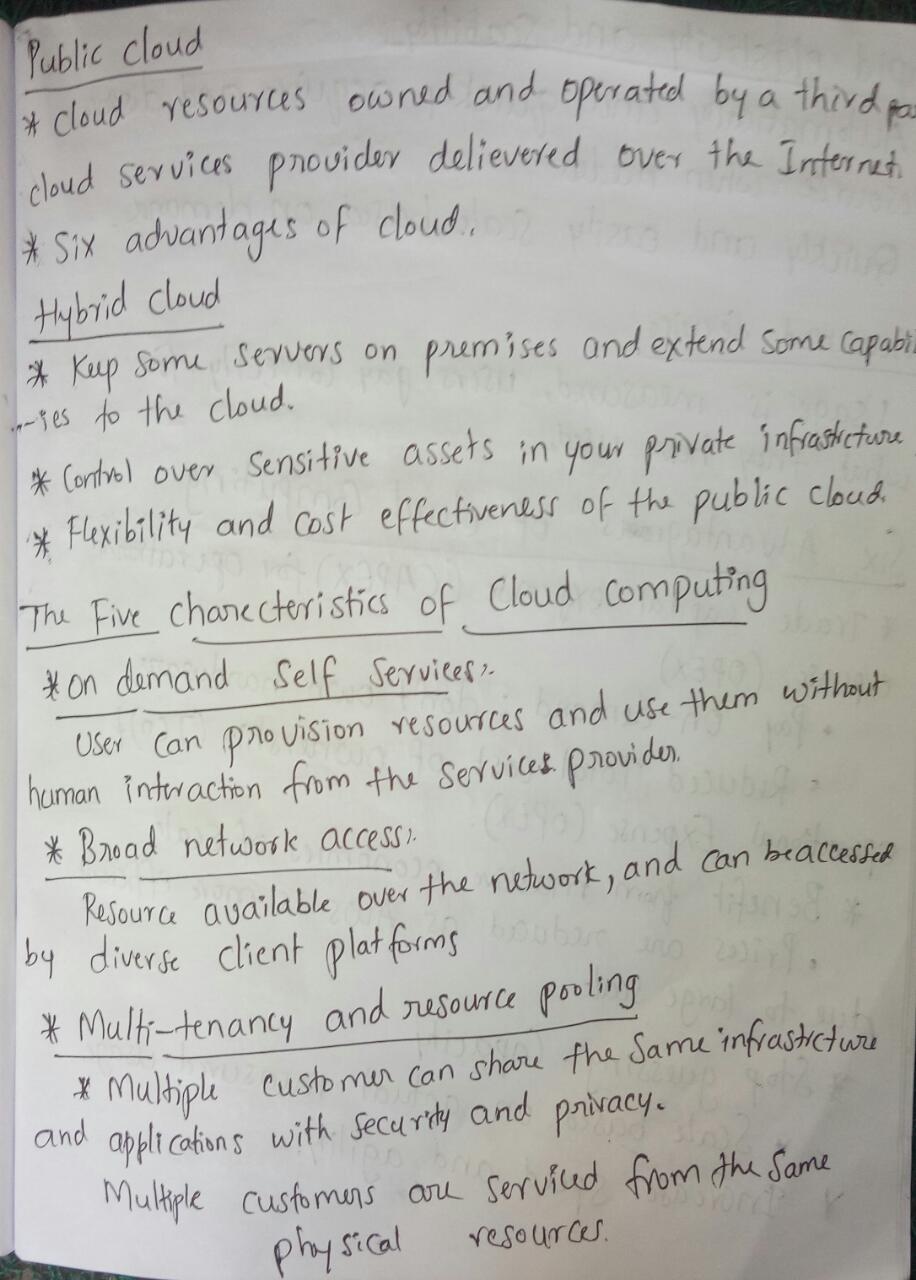 Public cloud
* cloud resources owned and operated by a third pa
cloud services provider delievered over the Internet.
* Six advantages of cloud.
Hybrid cloud
* Keep some servers on premises and extend some capabi
-ies to the cloud.
* Control over sensitive assets in your private infrastrcture
* Flexibility and cost effectiveness of the public cloud.
The Five charecteristics of Cloud computing
* on demand self services:-
User can provision resources and use them without
human interaction from the services provider.
* Broad network access:-
Resource available over the network, and can be accessed
by diverse client platforms
* Multi-tenancy and resource pooling
* Multiple customer can share the same infrastrcture
and applications with security and privacy.
Multiple customers are serviced from the same
physical resources.